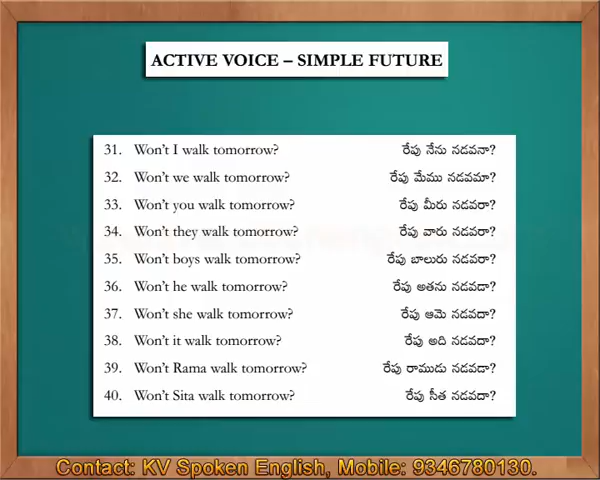 ACTIVE VOICE – SIMPLE FUTURE
31. Won't I walk tomorrow? రేపు నేను నడవనా?
32. Won't we walk tomorrow? రేపు మేము నడవమా?
33. Won't you walk tomorrow? రేపు మీరు నడవరా?
34. Won't they walk tomorrow? రేపు వారు నడవరా?
35. Won't boys walk tomorrow? రేపు బాలురు నడవరా?
36. Won't he walk tomorrow? రేపు అతను నడవడా?
37. Won't she walk tomorrow? రేపు ఆమె నడవదా?
38. Won't it walk tomorrow? రేపు అది నడవదా?
39. Won't Rama walk tomorrow? రేపు రాముడు నడవడా?
40. Won't Sita walk tomorrow? రేపు సీత నడవదా?
Contact: KV Spoken English, Mobile: 9346780130.